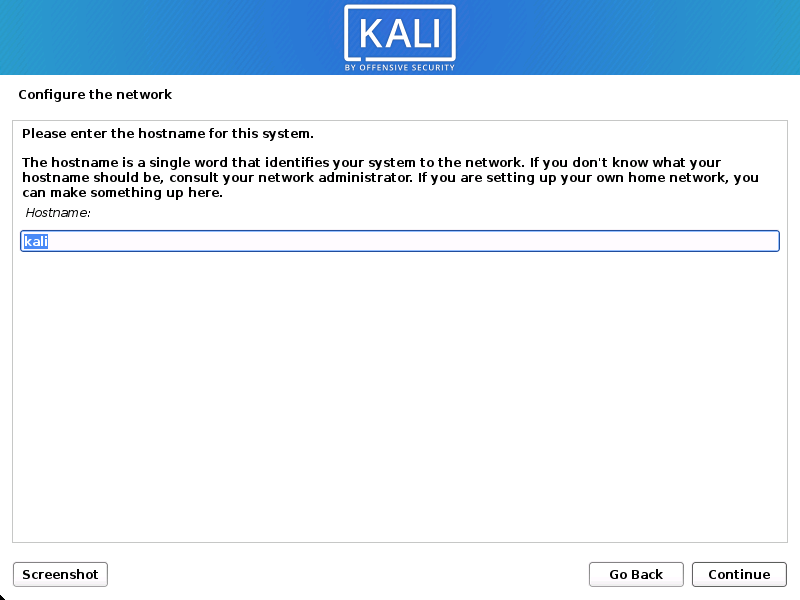 KALI
BY OFFENSIVE SECURITY
Configure the network
Please enter the hostname for this system.
The hostname is a single word that identifies your system to the network. If you don't know what your
hostname should be, consult your network administrator. If you are setting up your own home network, you
can make something up here.
Hostname:
kali
Screenshot
Go Back
Continue